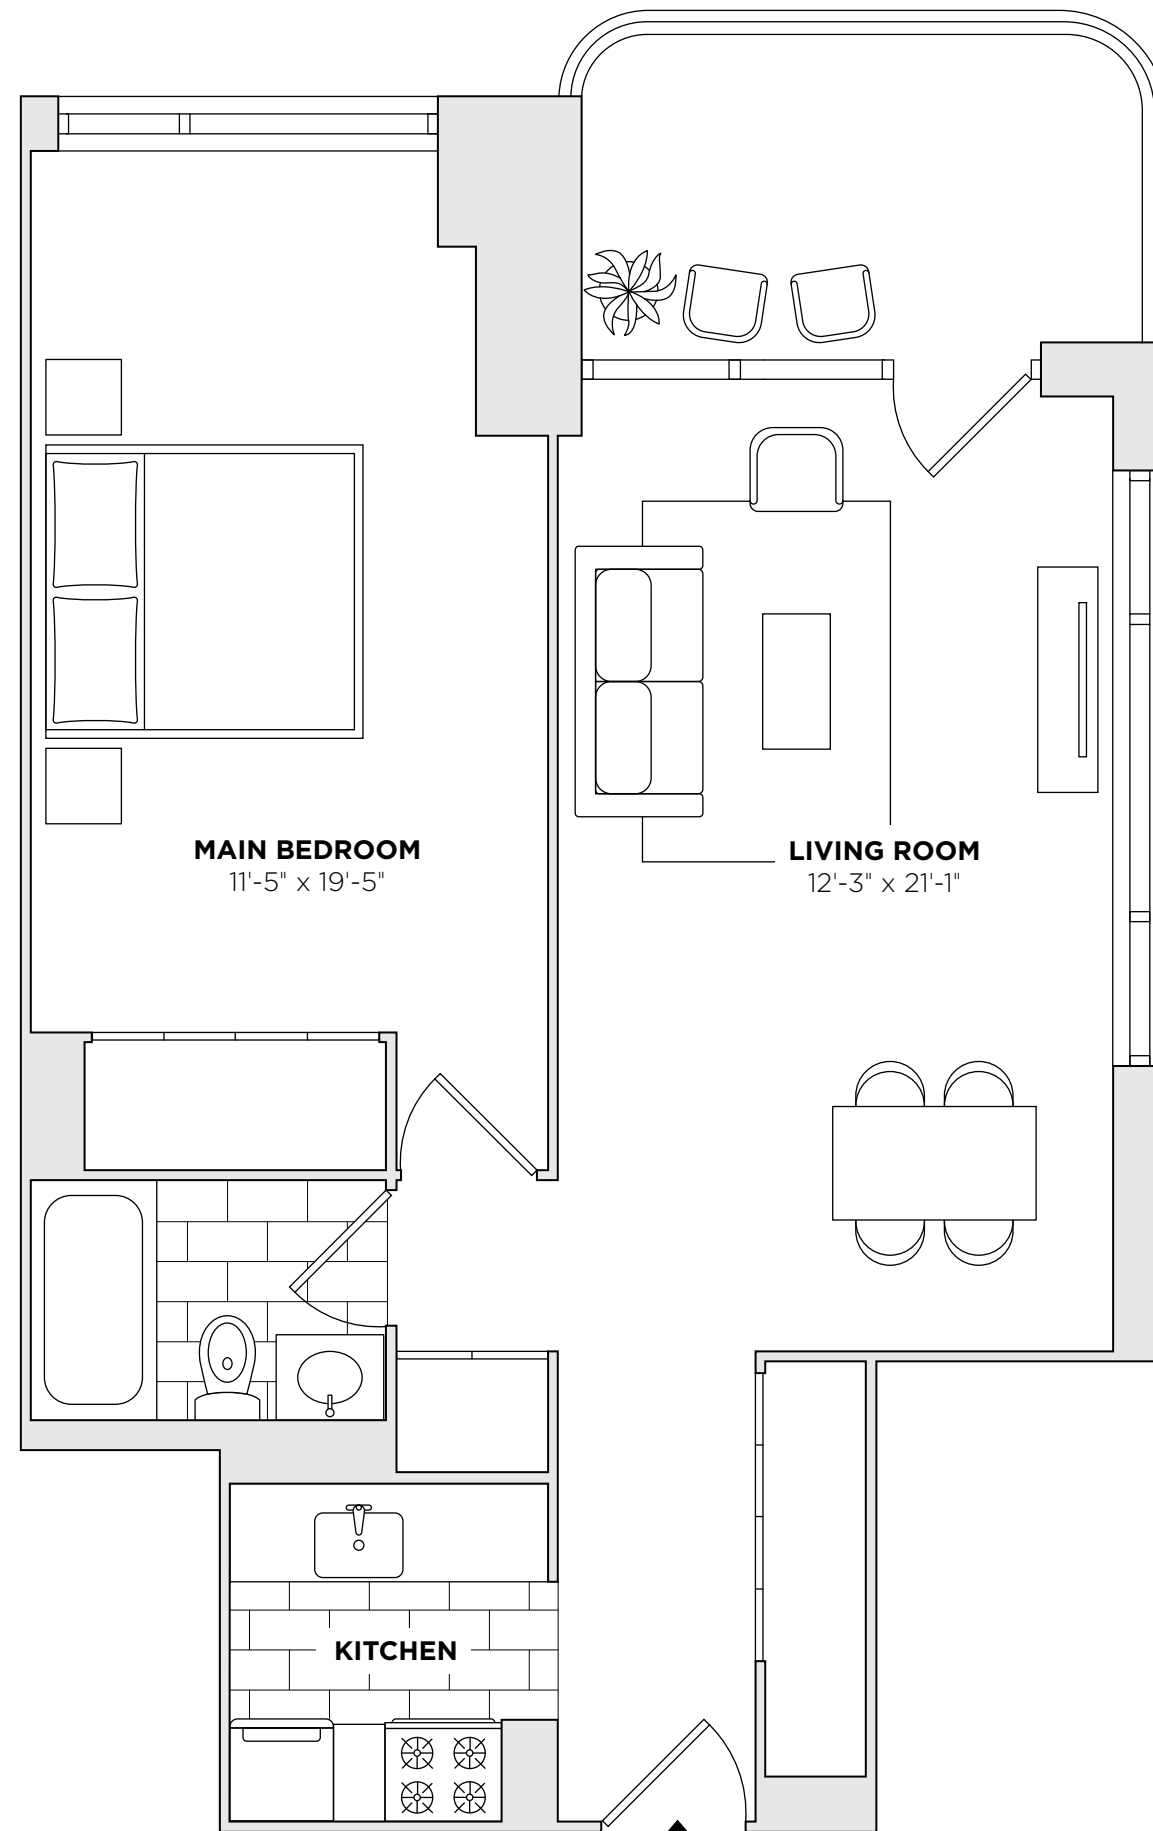 MAIN BEDROOM
11'-5" x 19'-5"
LIVING ROOM
12'-3" x 21'-1"
KITCHEN